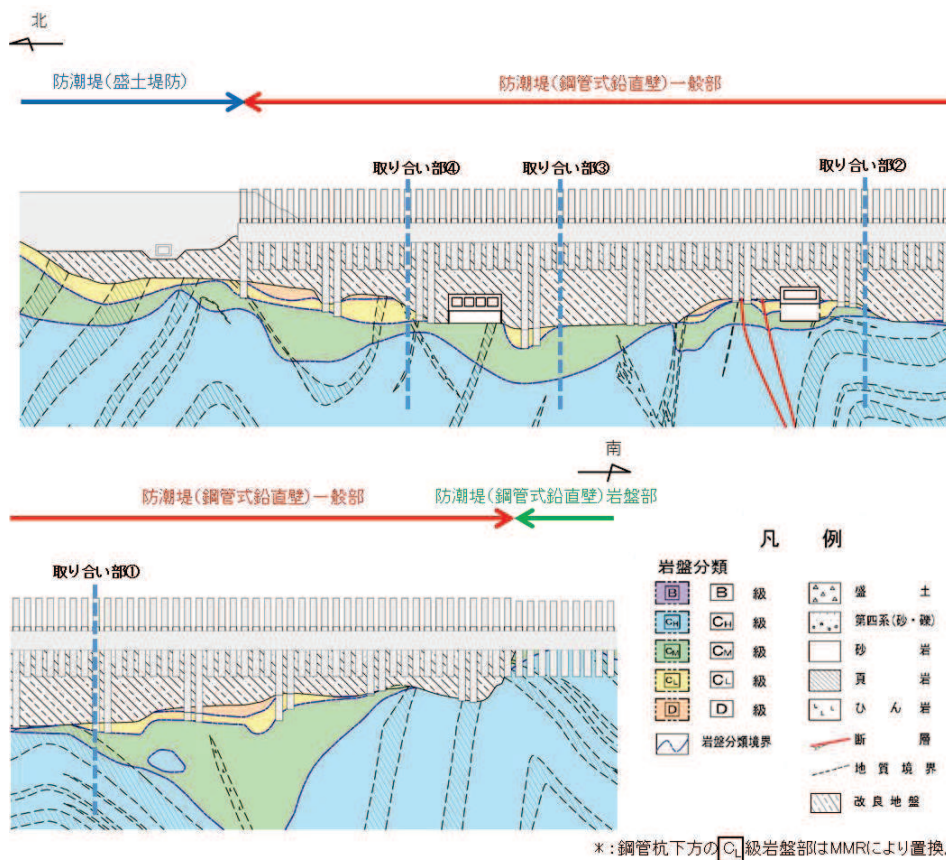 北
防潮堤(盛土堤防)
防潮堤(鋼管式鉛直壁)一般部
取り合い部④
取り合い部③
取り合い部②
南
防潮堤(鋼管式鉛直壁)一般部
防潮堤(鋼管式鉛直壁)岩盤部
取り合い部①
凡 例
岩盤分類
B B 級
CH CH 級
CM CM 級
CL CL 級
D D 級
岩盤分類境界
盛土
第四系(砂・礫)
砂岩
頁岩
ひん岩
断層
地質境界
改良地盤
*:鋼管杭下方のCL級岩盤部はMMRにより置換